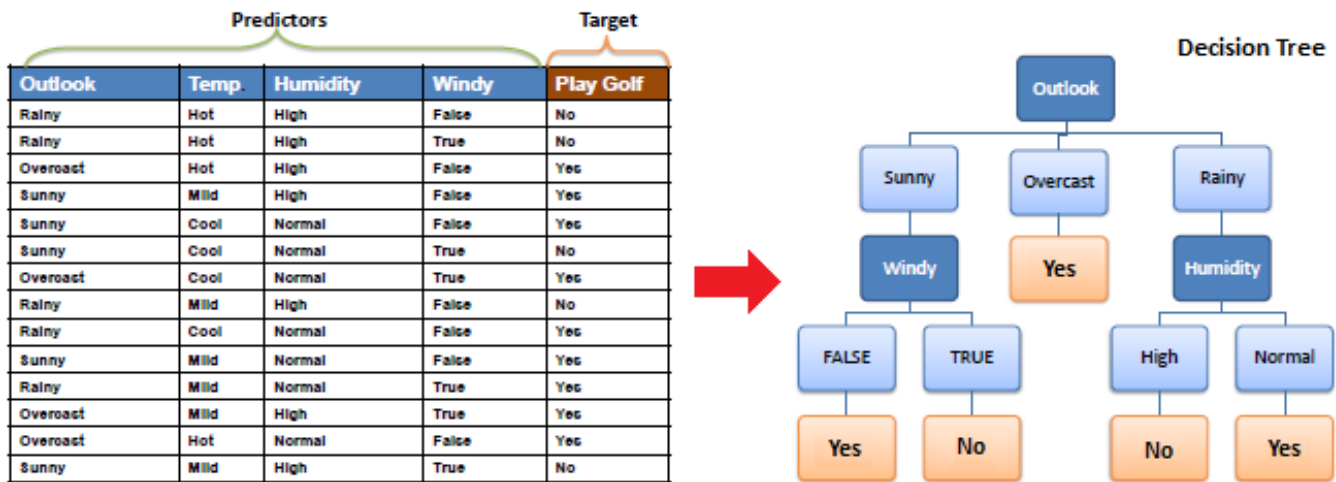 Predictors Target
Outlook Temp. Humidity Windy Play Golf
Rainy Hot High False No
Rainy Hot High True No
Overcast Hot High False Yes
Sunny Mild High False Yes
Sunny Cool Normal False Yes
Sunny Cool Normal True No
Overcast Cool Normal True Yes
Rainy Mild High False No
Rainy Cool Normal False Yes
Sunny Mild Normal False Yes
Rainy Mild Normal True Yes
Overcast Mild High True Yes
Overcast Hot Normal False Yes
Sunny Mild High True No
Decision Tree
Outlook
Sunny Overcast Rainy
Windy Yes Humidity
FALSE TRUE High Normal
Yes No No Yes